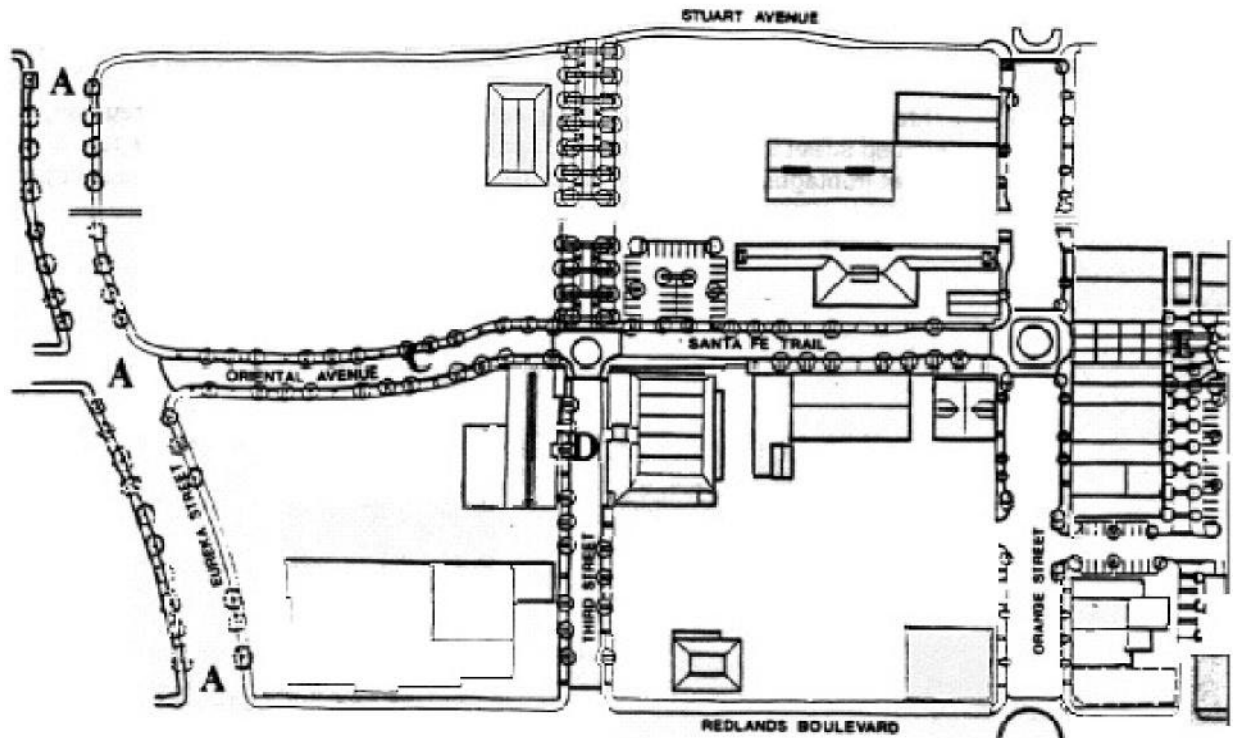 STUART AVENUE
A
SANTA FE TRAIL
C
ORIENTAL AVENUE
A
E
D
EUREKA STREET
THIRD STREET
ORANGE STREET
A
REDLANDS BOULEVARD